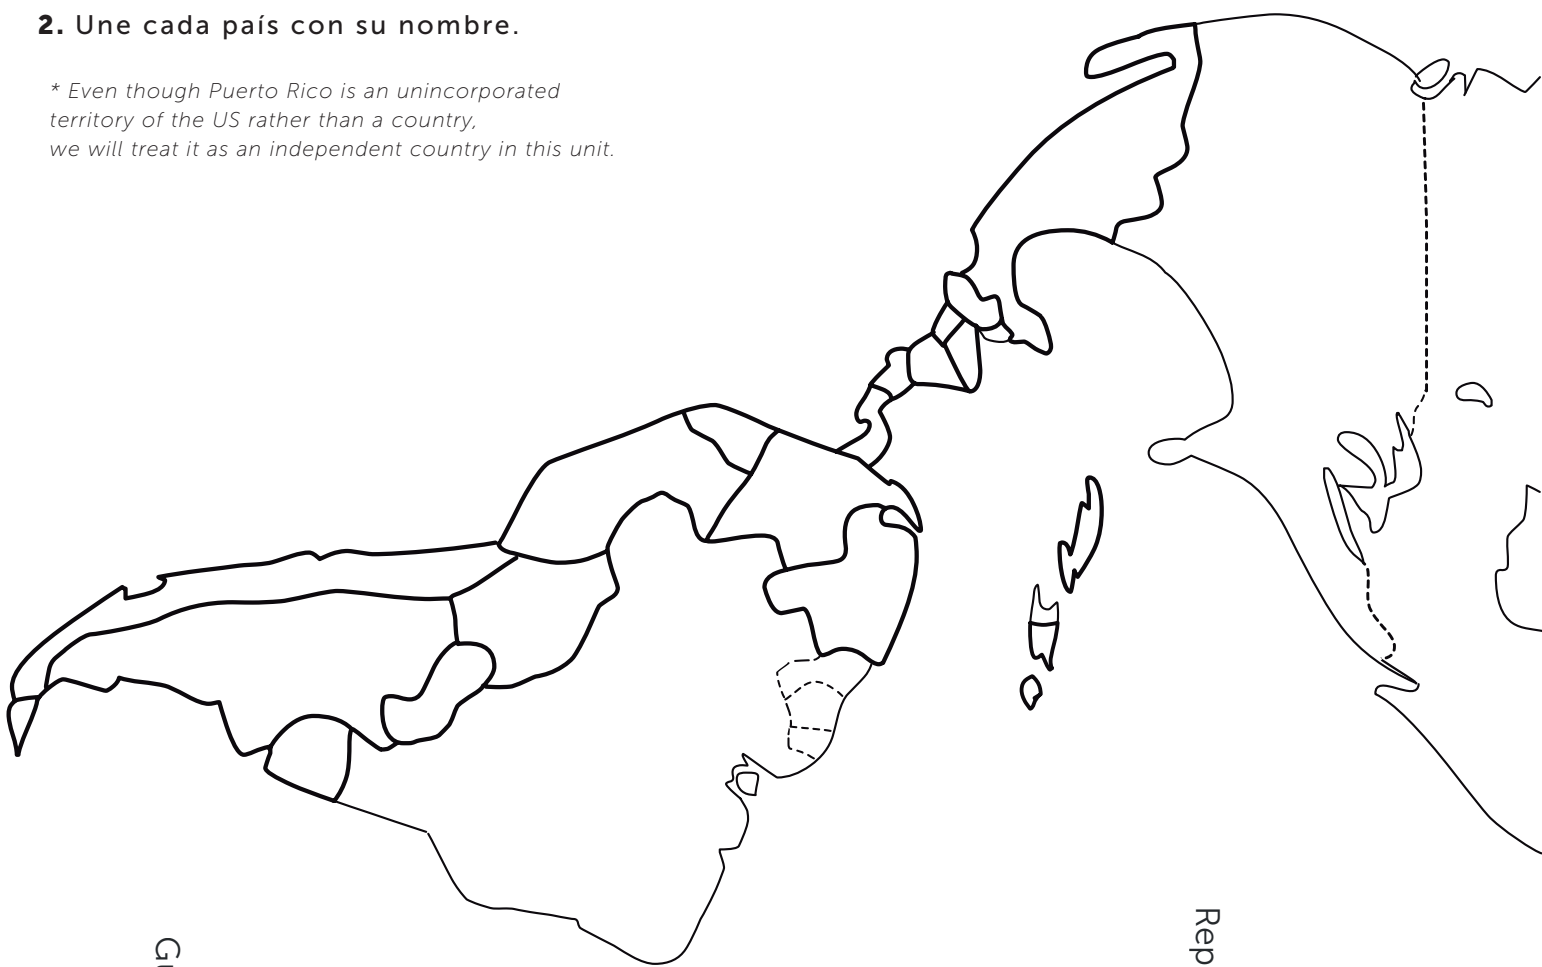 2. Une cada país con su nombre.
* Even though Puerto Rico is an unincorporated
territory of the US rather than a country,
we will treat it as an independent country in this unit.
Rep